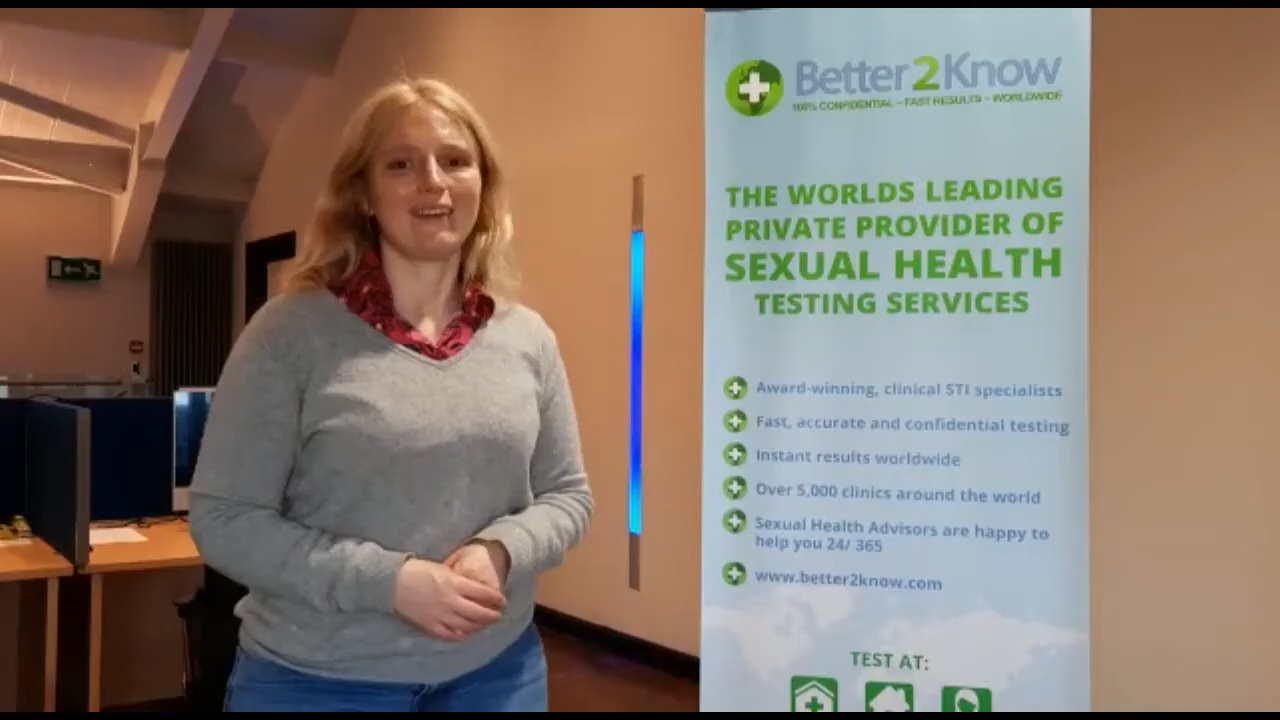 Better2Know
100% CONFIDENTIAL - FAST RESULTS - WORLDWIDE
THE WORLDS LEADING
PRIVATE PROVIDER OF
SEXUAL HEALTH
TESTING SERVICES
Award-winning, clinical STI specialists
Fast, accurate and confidential testing
Instant results worldwide
Over 5,000 clinics around the world
Sexual Health Advisors are happy to
help you 24/ 365
www.better2know.com
TEST AT: